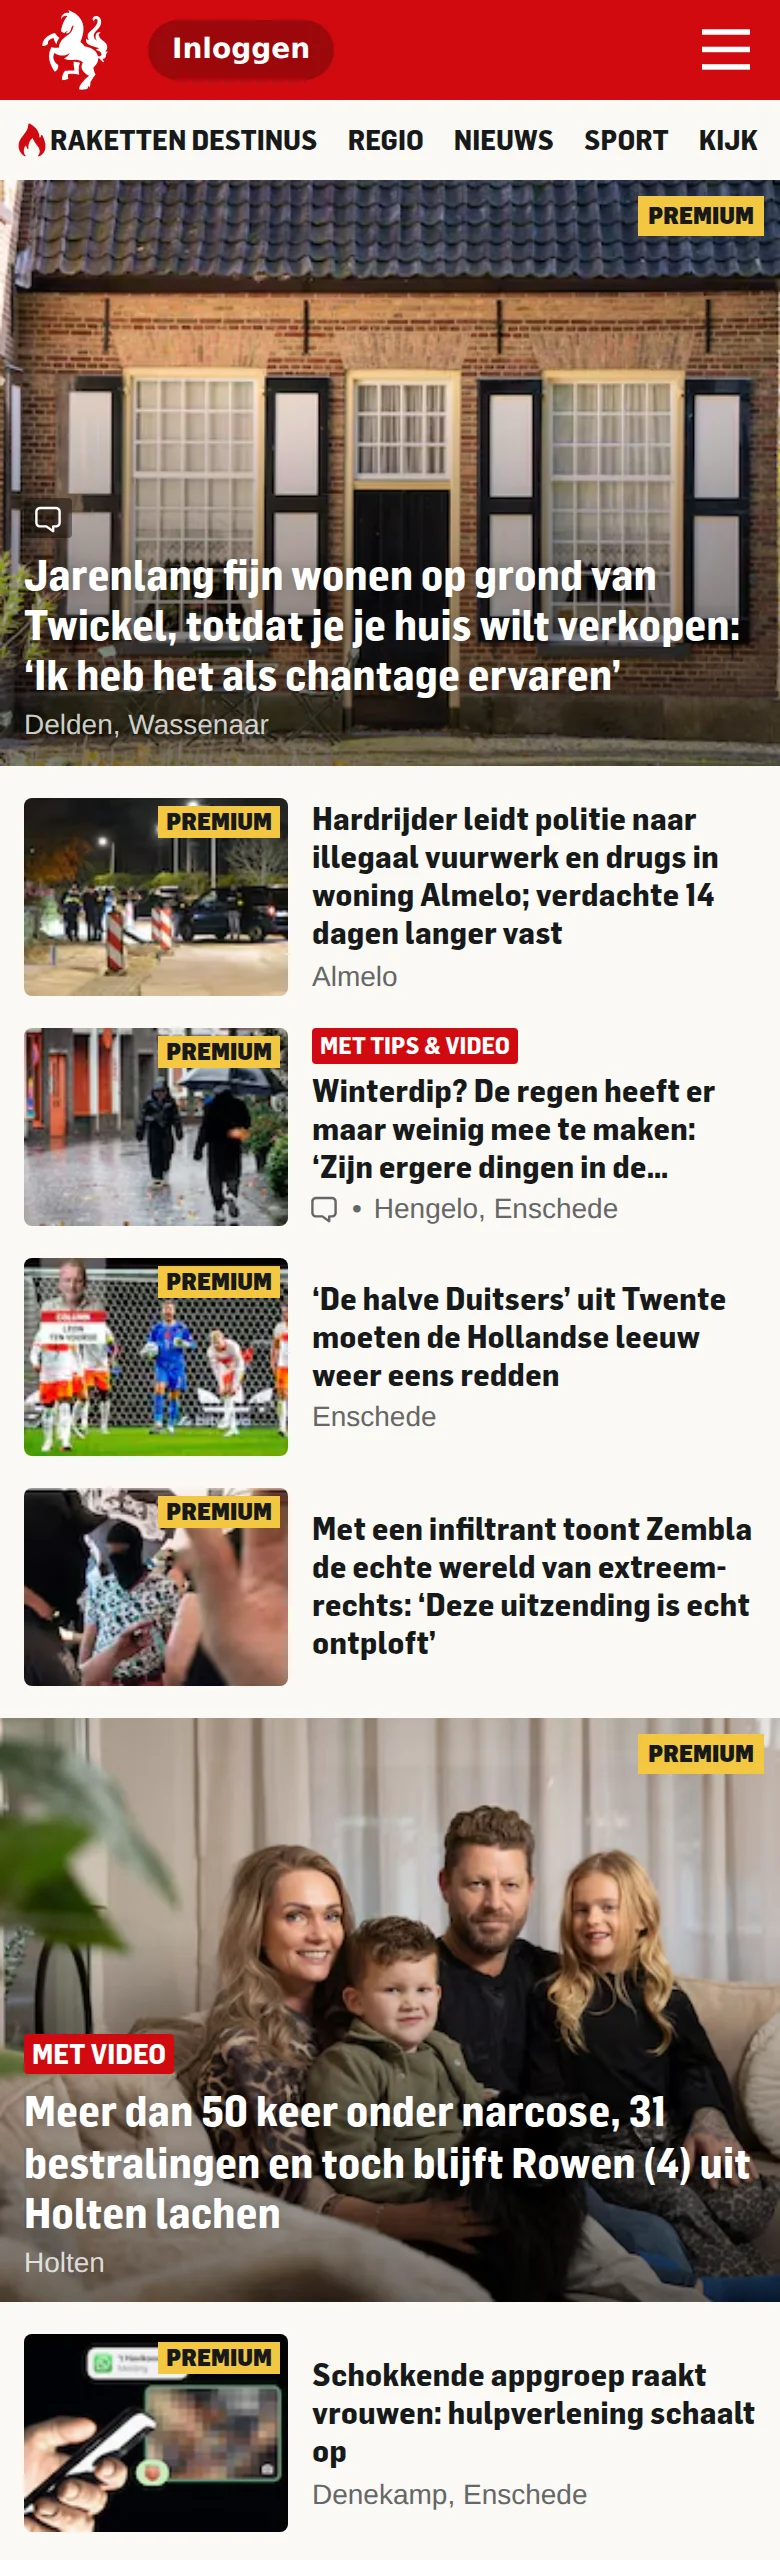 Inloggen
RAKETTEN DESTINUS REGIO NIEUWS SPORT KIJK
PREMIUM
Jarenlang fijn wonen op grond van
Twickel, totdat je je huis wilt verkopen:
‘Ik heb het als chantage ervaren’
Delden, Wassenaar
PREMIUM
Hardrijder leidt politie naar
illegaal vuurwerk en drugs in
woning Almelo; verdachte 14
dagen langer vast
Almelo
PREMIUM
MET TIPS & VIDEO
Winterdip? De regen heeft er
maar weinig mee te maken:
‘Zijn ergere dingen in de...
• Hengelo, Enschede
PREMIUM
COLUMN
‘De halve Duitsers’ uit Twente
moeten de Hollandse leeuw
weer eens redden
Enschede
PREMIUM
Met een infiltrant toont Zembla
de echte wereld van extreem-
rechts: ‘Deze uitzending is echt
ontploft’
PREMIUM
MET VIDEO
Meer dan 50 keer onder narcose, 31
bestralingen en toch blijft Rowen (4) uit
Holten lachen
Holten
PREMIUM
Schokkende appgroep raakt
vrouwen: hulpverlening schaalt
op
Denekamp, Enschede